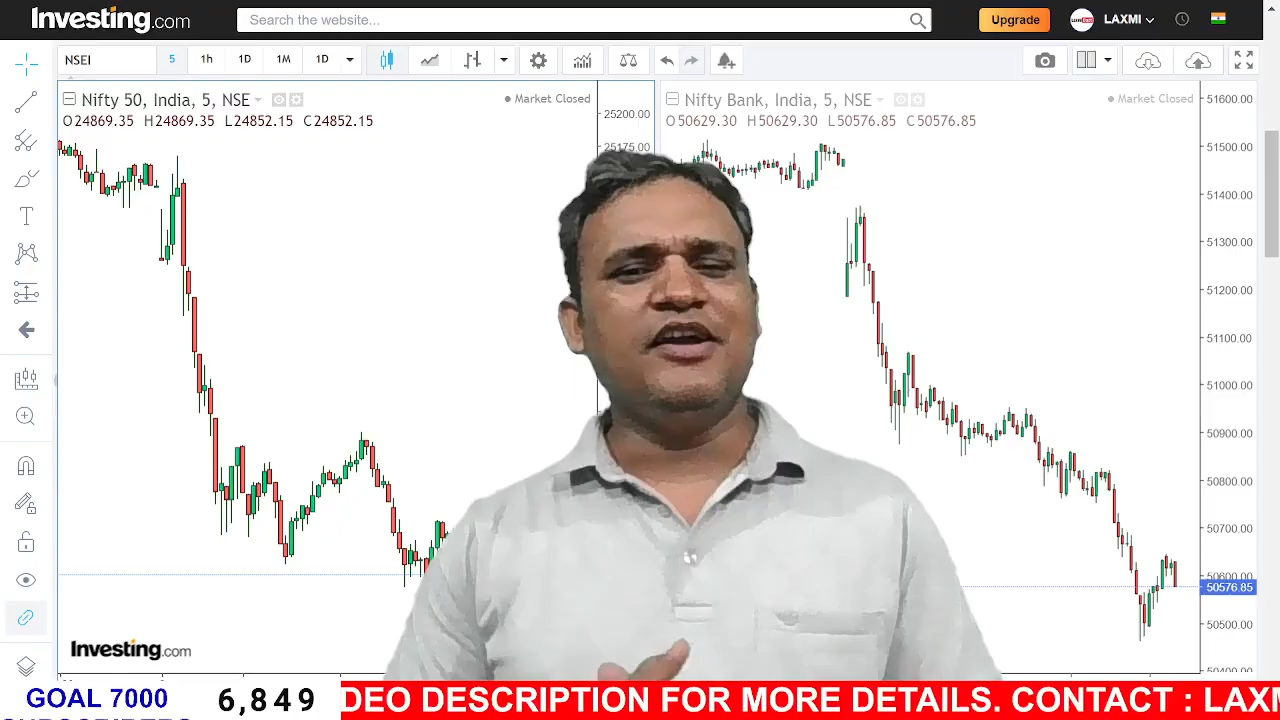 Investing.com
Search the website...
Upgrade
LAXMI
NSEI
5
1h
1D
1M
1D
Nifty 50, India, 5, NSE
Market Closed
O24869.35 H24869.35 L24852.15 C24852.15
25200.00
25175.00
Nifty Bank, India, 5, NSE
Market Closed
O50629.30 H50629.30 L50576.85 C50576.85
51600.00
51500.00
51400.00
51300.00
51200.00
51100.00
51000.00
50900.00
50800.00
50700.00
50600.00
50576.85
50500.00
50400.00
Investing.com
GOAL 7000
SUBSCRIBERS
6,849
DEO DESCRIPTION FOR MORE DETAILS. CONTACT : LAXM